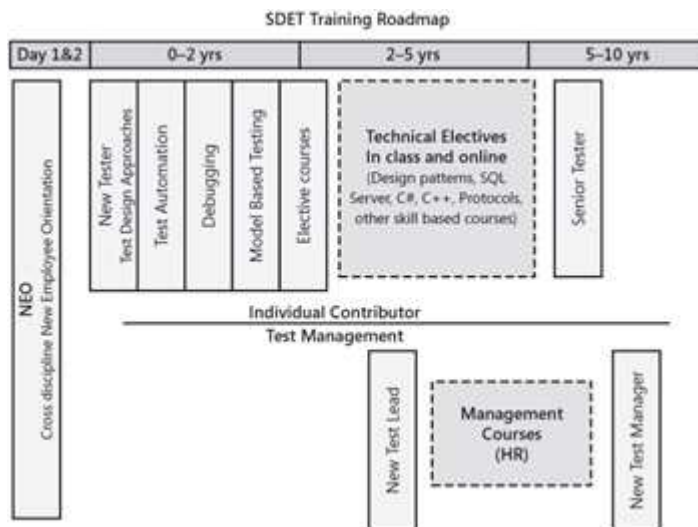 SDET Training Roadmap
Day 1&2
0–2 yrs
2–5 yrs
5–10 yrs
NEO
Cross discipline New Employee Orientation
New Tester
Test Design Approaches
Test Automation
Debugging
Model Based Testing
Elective courses
Technical Electives
In class and online
(Design patterns, SQL
Server, C#, C++, Protocols,
other skill based courses)
Senior Tester
Individual Contributor
Test Management
New Test Lead
Management
Courses
(HR)
New Test Manager